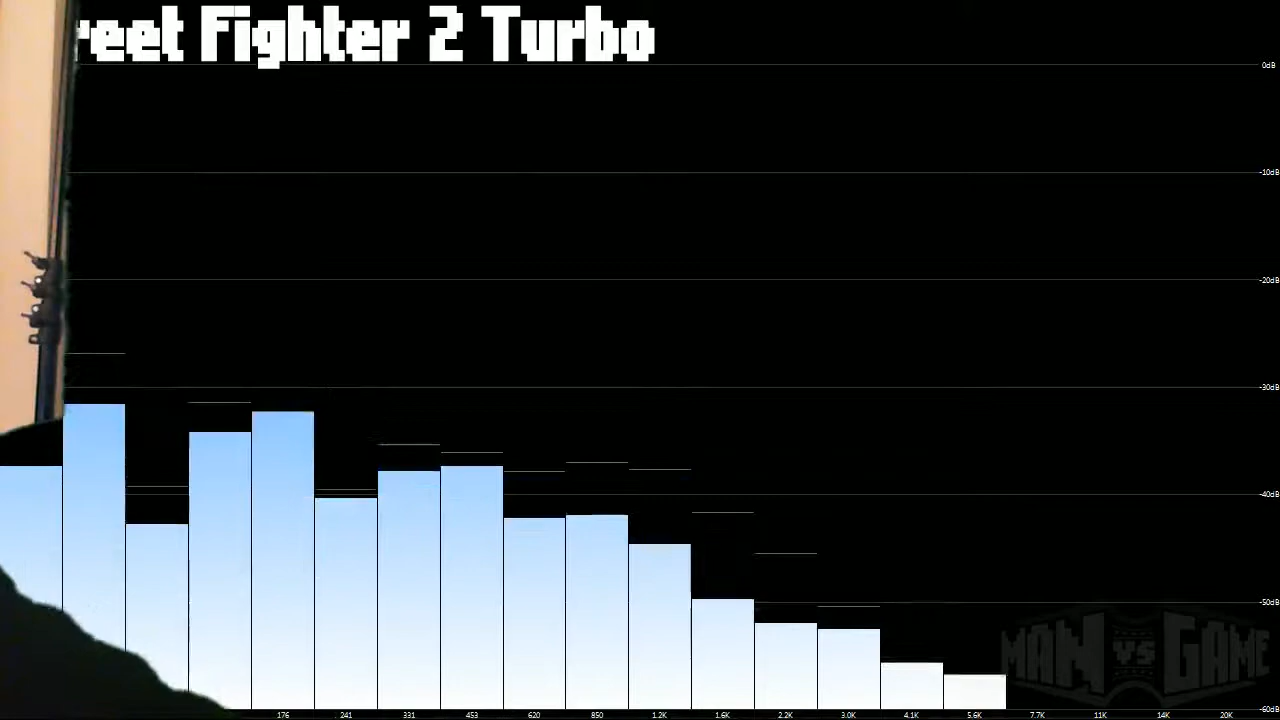 reet Fighter 2 Turbo
0dB
-10dB
-20dB
-30dB
-40dB
-50dB
MAN VS GAME
-60dB
176 241 331 453 620 850 1.2K 1.6K 2.2K 3.0K 4.1K 5.6K 7.7K 11K 14K 20K